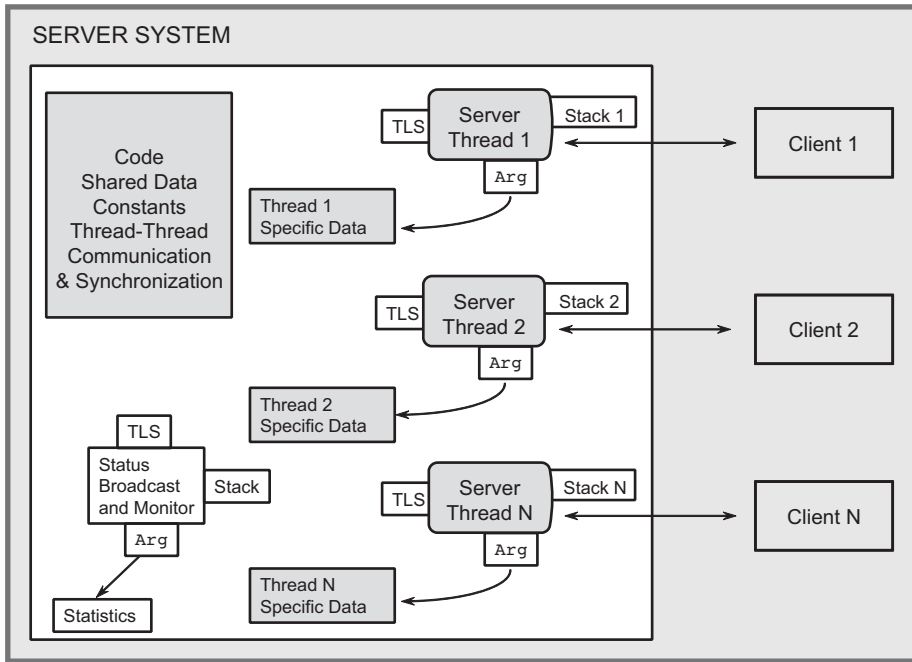 SERVER SYSTEM
Code
Shared Data
Constants
Thread-Thread
Communication
& Synchronization
TLS
Server
Thread 1
Stack 1
Arg
Thread 1
Specific Data
Client 1
TLS
Server
Thread 2
Stack 2
Arg
Thread 2
Specific Data
Client 2
TLS
Status
Broadcast
and Monitor
Stack
Arg
Statistics
TLS
Server
Thread N
Stack N
Arg
Thread N
Specific Data
Client N